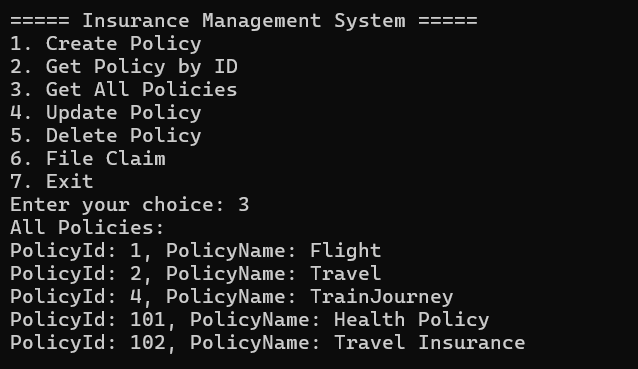 ===== Insurance Management System =====
1. Create Policy
2. Get Policy by ID
3. Get All Policies
4. Update Policy
5. Delete Policy
6. File Claim
7. Exit
Enter your choice: 3
All Policies:
PolicyId: 1, PolicyName: Flight
PolicyId: 2, PolicyName: Travel
PolicyId: 4, PolicyName: TrainJourney
PolicyId: 101, PolicyName: Health Policy
PolicyId: 102, PolicyName: Travel Insurance